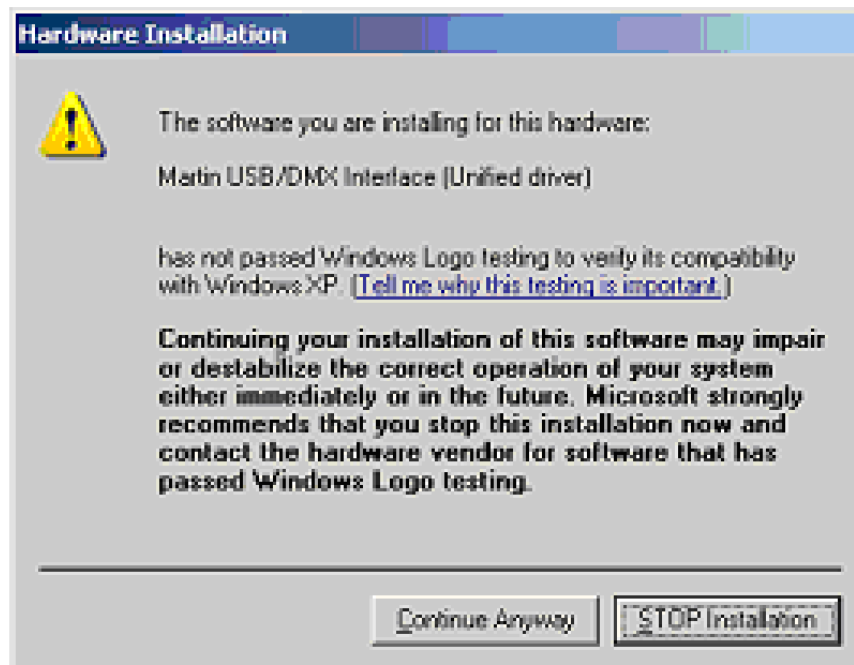 Hardware Installation
The software you are installing for this hardware:
Martin USB/DMX Interface (Unified driver)
has not passed Windows Logo testing to verify its compatibility
with Windows XP. (Tell me why this testing is important.)
Continuing your installation of this software may impair
or destabilize the correct operation of your system
either immediately or in the future. Microsoft strongly
recommends that you stop this installation now and
contact the hardware vendor for software that has
passed Windows Logo testing.
Continue Anyway
STOP Installation